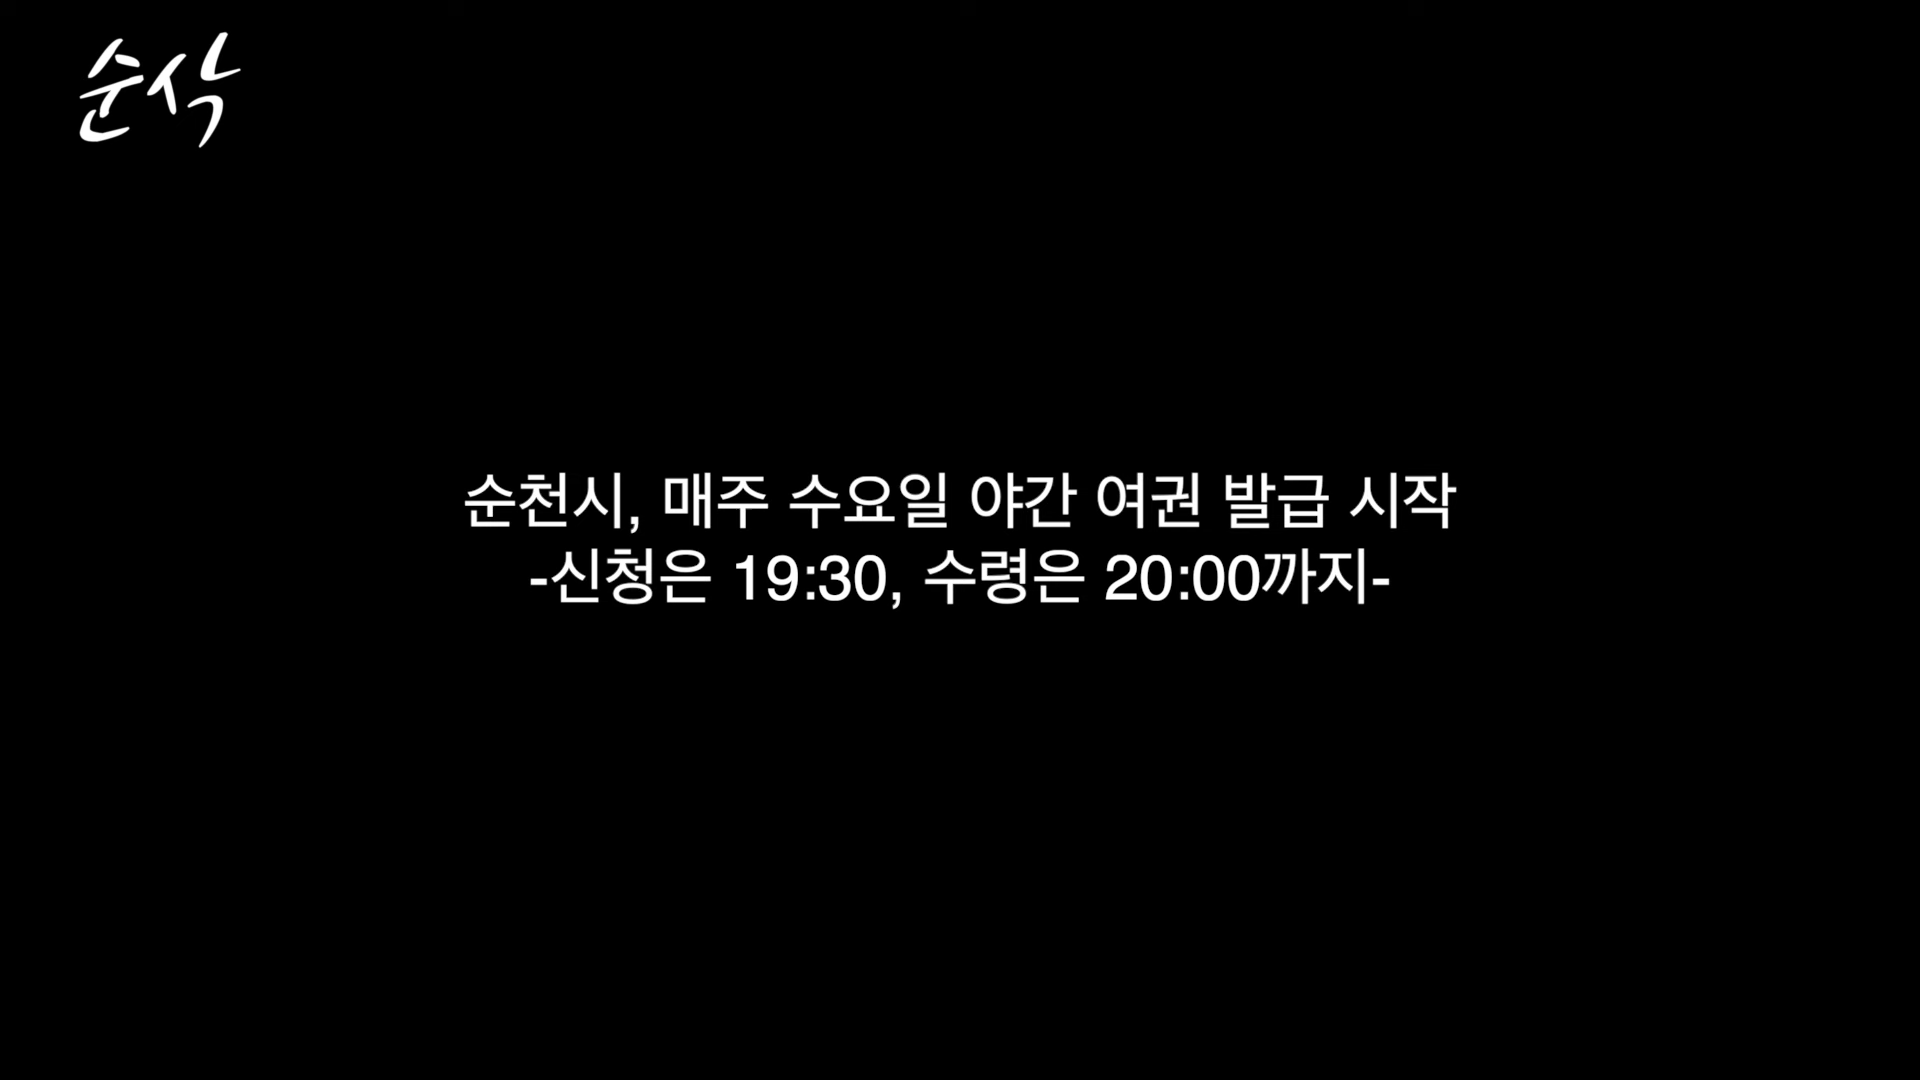 순삭
순천시, 매주 수요일 야간 여권 발급 시작
-신청은 19:30, 수령은 20:00까지-